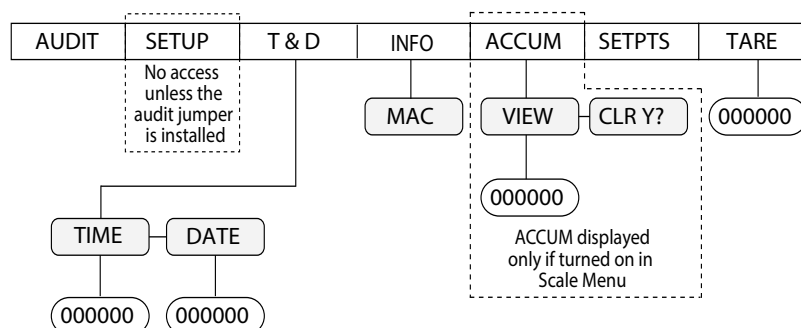 AUDIT SETUP T & D INFO ACCUM SETPTS TARE
No access
unless the
audit jumper
is installed
MAC VIEW CLR Y? 000000
000000
TIME DATE
ACCUM displayed
only if turned on in
Scale Menu
000000 000000